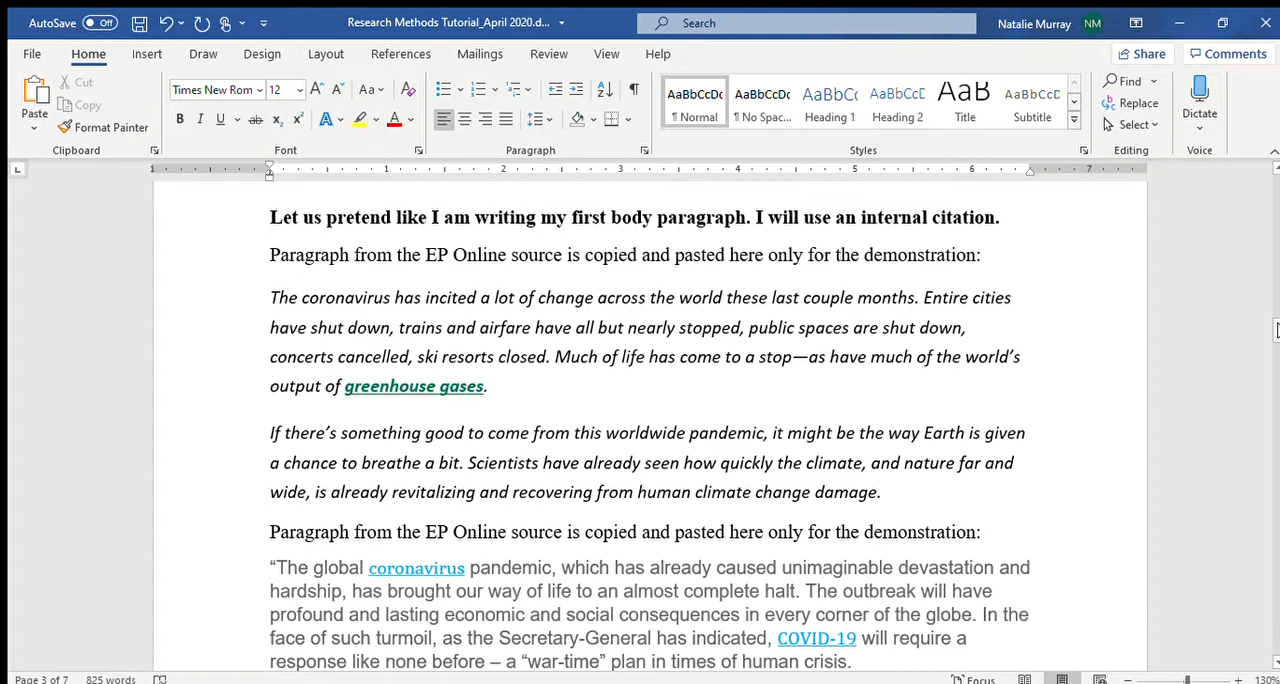 AutoSave Off Research Methods Tutorial_April 2020.d... Search Natalie Murray NM
File Home Insert Draw Design Layout References Mailings Review View Help Share Comments
Paste Cut Copy Format Painter
Times New Rom 12 A A Aa A
B I U ab x₂ x² A A
AaBbCcDc AaBbCcDc AaBbCc AaBbCcD AaB AaBbCcD
¶ Normal ¶ No Spac... Heading 1 Heading 2 Title Subtitle
Find Replace Select Dictate
Clipboard Font Paragraph Styles Editing Voice
L 1 1 2 3 4 5 6 7
Let us pretend like I am writing my first body paragraph. I will use an internal citation.
Paragraph from the EP Online source is copied and pasted here only for the demonstration:
The coronavirus has incited a lot of change across the world these last couple months. Entire cities
have shut down, trains and airfare have all but nearly stopped, public spaces are shut down,
concerts cancelled, ski resorts closed. Much of life has come to a stop—as have much of the world’s
output of greenhouse gases.
If there’s something good to come from this worldwide pandemic, it might be the way Earth is given
a chance to breathe a bit. Scientists have already seen how quickly the climate, and nature far and
wide, is already revitalizing and recovering from human climate change damage.
Paragraph from the EP Online source is copied and pasted here only for the demonstration:
“The global coronavirus pandemic, which has already caused unimaginable devastation and
hardship, has brought our way of life to an almost complete halt. The outbreak will have
profound and lasting economic and social consequences in every corner of the globe. In the
face of such turmoil, as the Secretary-General has indicated, COVID-19 will require a
response like none before – a “war-time” plan in times of human crisis.
Page 3 of 7 825 words Focus 130%